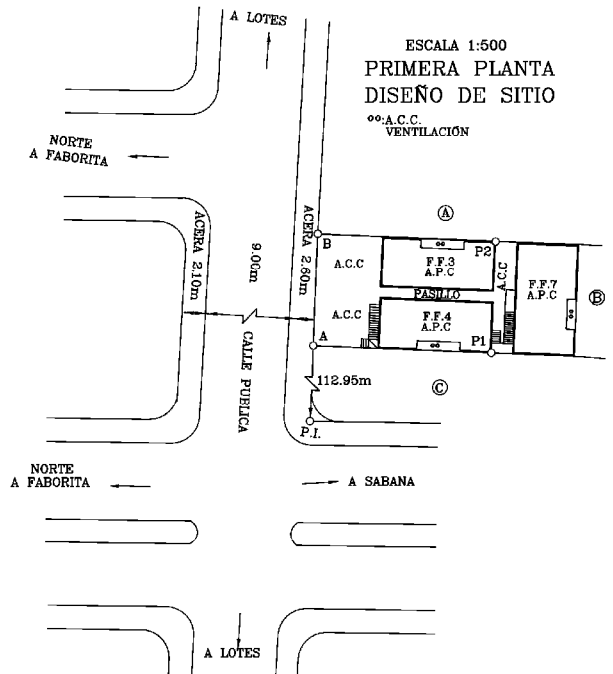 A LOTES
ESCALA 1:500
PRIMERA PLANTA
DISEÑO DE SITIO
°°:A.C.C.
VENTILACIÓN
NORTE
A FABORITA
ACERA 2.10m
9.00m
CALLE PUBLICA
ACERA 2.60m
A
B
P2
A.C.C
F.F.3
A.P.C
A.C.C
F.F.7
A.P.C
B
PASILLO
A.C.C
F.F.4
A.P.C
A
P1
C
112.95m
P.I.
NORTE
A FABORITA
A SABANA
A LOTES